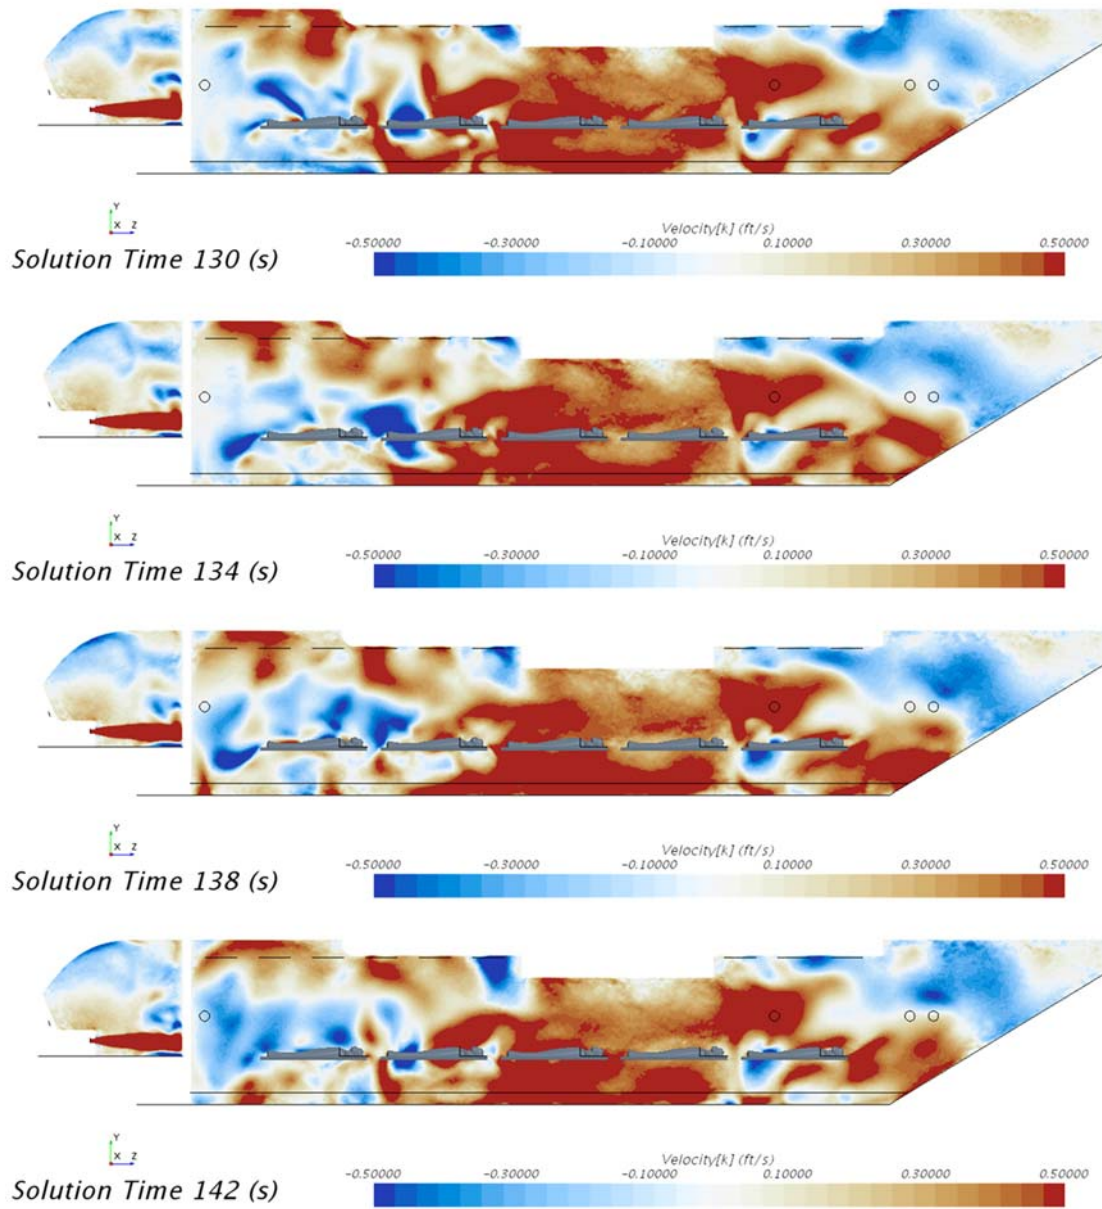 Y
X Z
Velocity[k] (ft/s)
-0.50000 -0.30000 -0.10000 0.10000 0.30000 0.50000
Solution Time 130 (s)
Y
X Z
Velocity[k] (ft/s)
-0.50000 -0.30000 -0.10000 0.10000 0.30000 0.50000
Solution Time 134 (s)
Y
X Z
Velocity[k] (ft/s)
-0.50000 -0.30000 -0.10000 0.10000 0.30000 0.50000
Solution Time 138 (s)
Y
X Z
Velocity[k] (ft/s)
-0.50000 -0.30000 -0.10000 0.10000 0.30000 0.50000
Solution Time 142 (s)